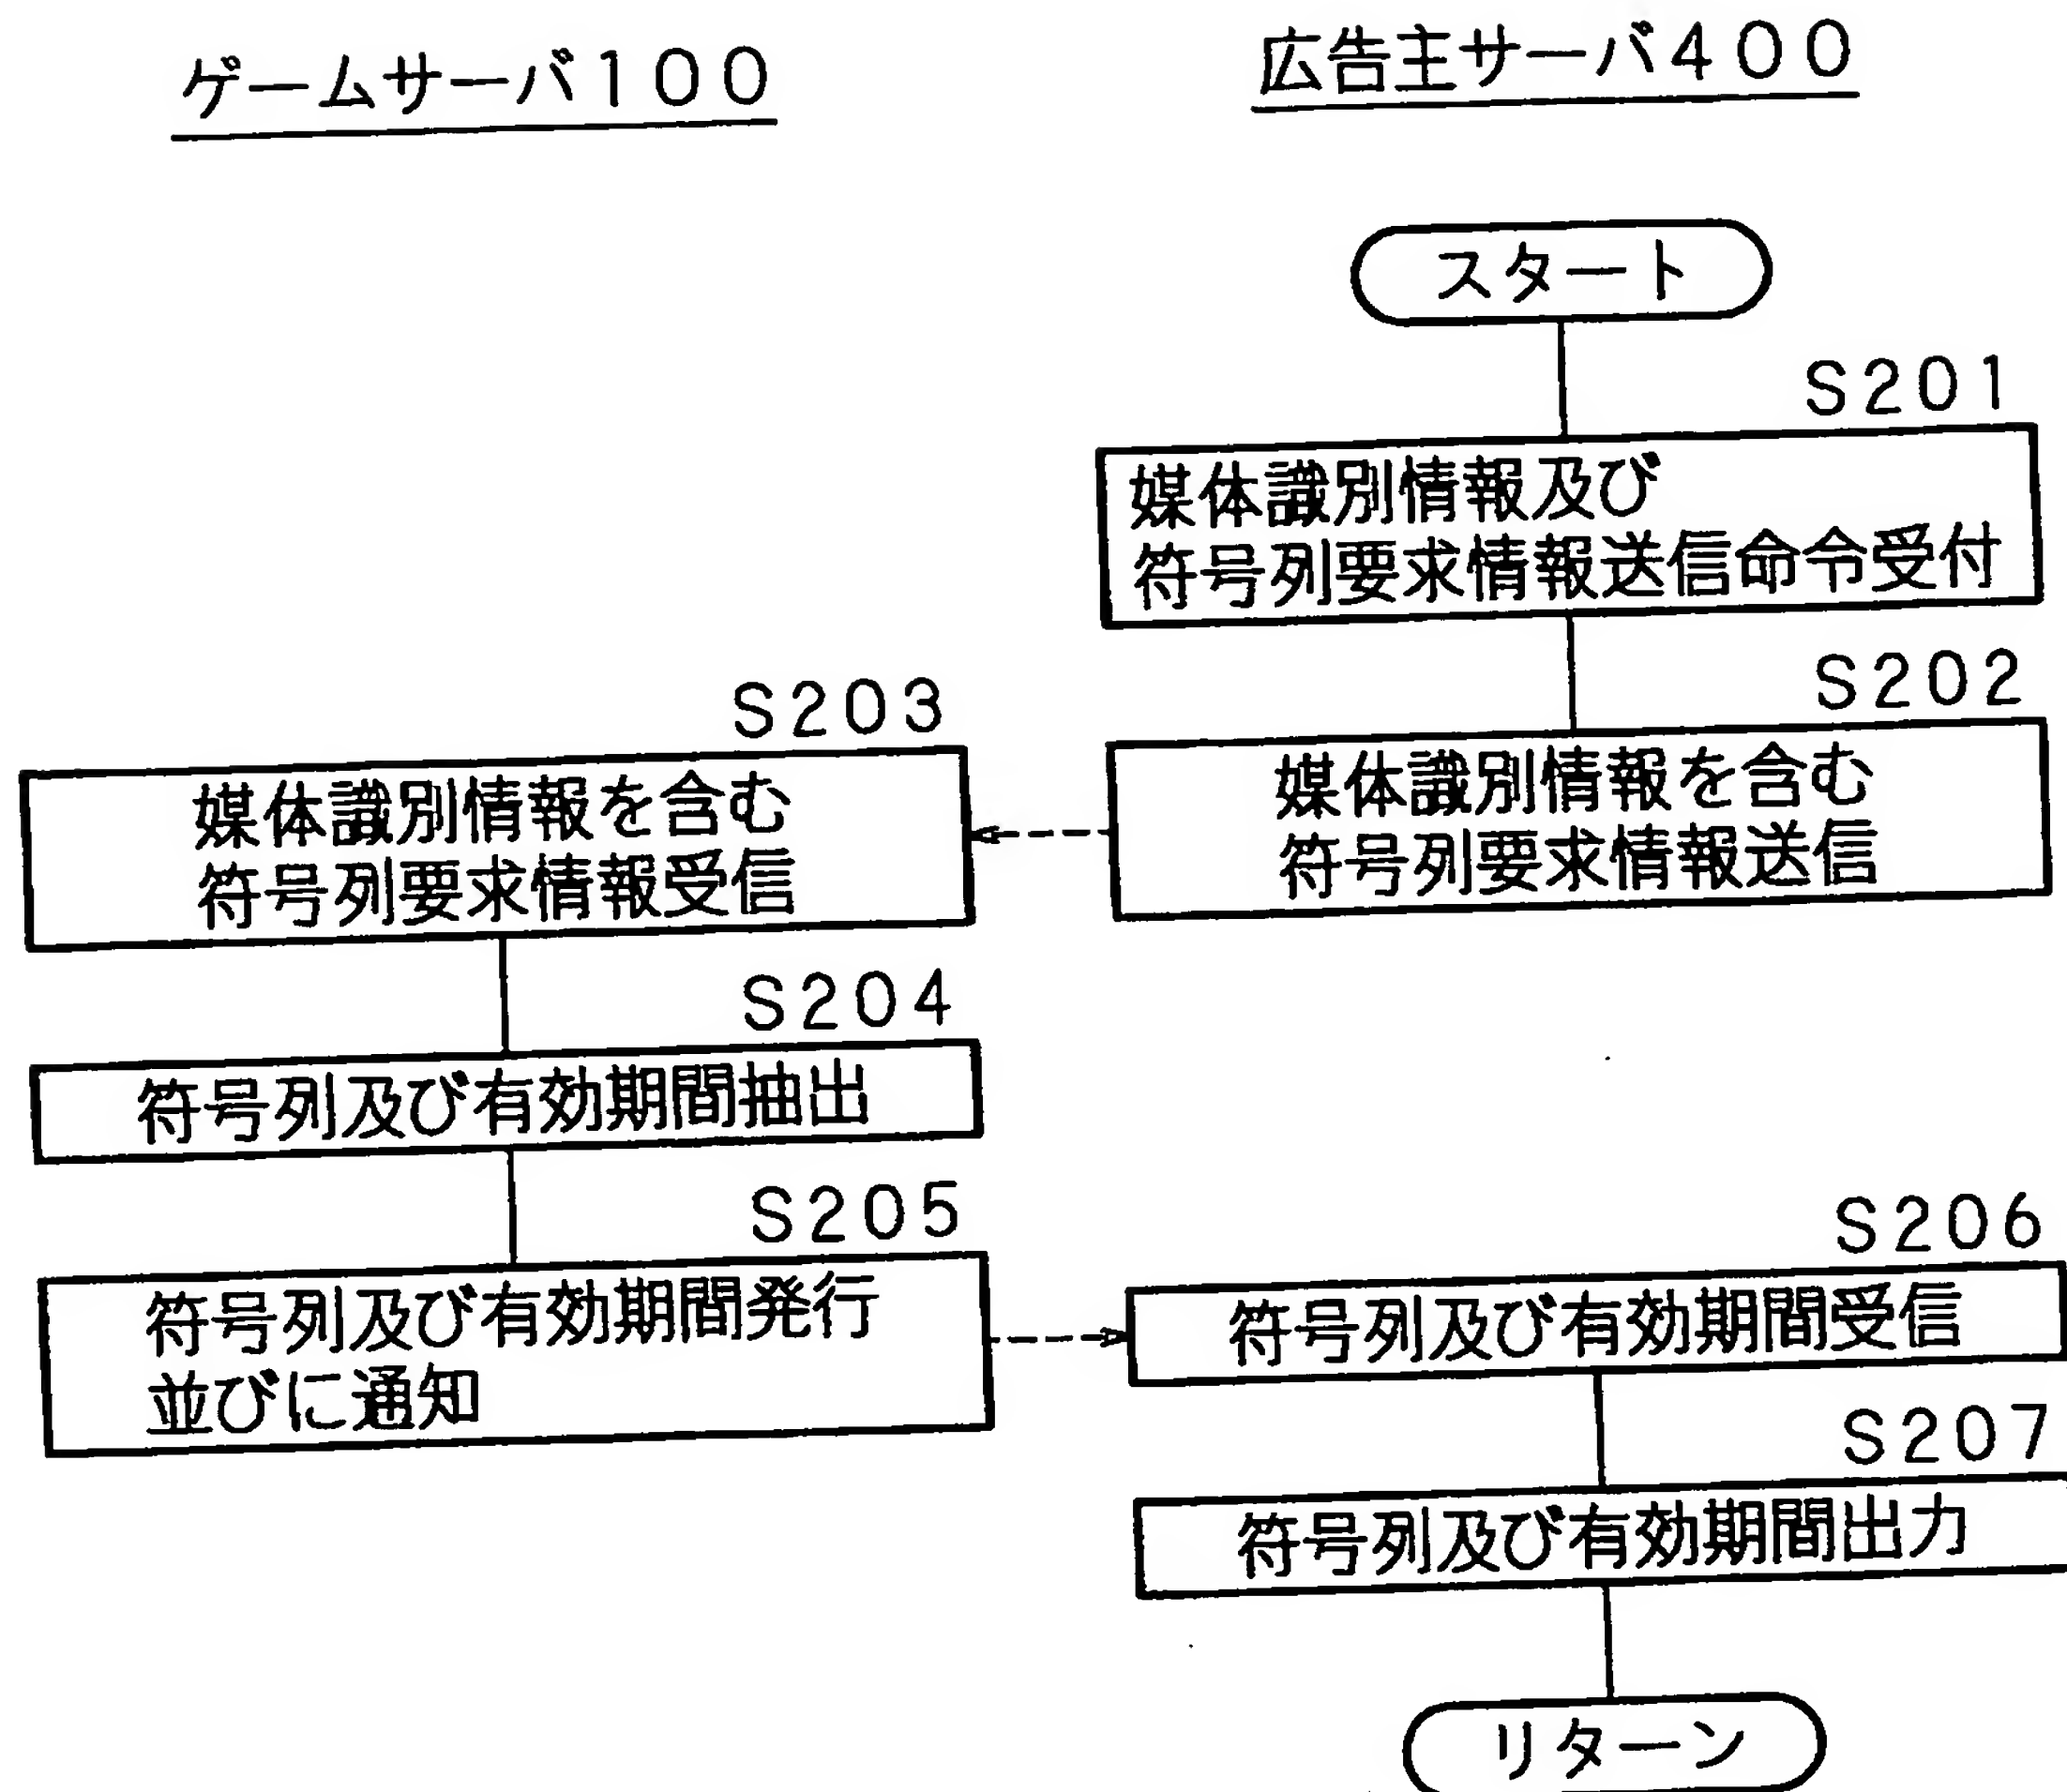 ゲームサーバ100
広告主サーバ400
スタート
S201
媒体識別情報及び
符号列要求情報送信命令受付
S202
媒体識別情報を含む
符号列要求情報送信
S203
媒体識別情報を含む
符号列要求情報受信
S204
符号列及び有効期間抽出
S205
符号列及び有効期間発行
並びに通知
S206
符号列及び有効期間受信
S207
符号列及び有効期間出力
リターン